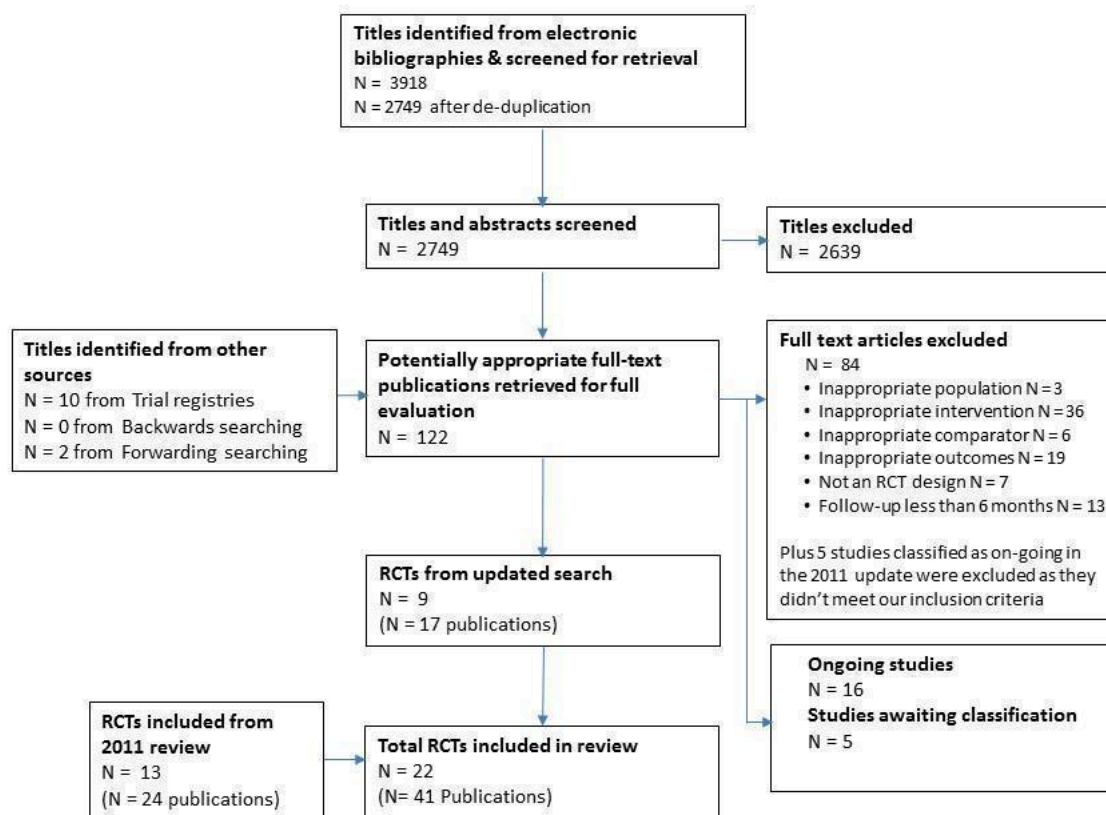 Titles identified from electronic
bibliographies & screened for retrieval
N = 3918
N = 2749 after de-duplication
Titles and abstracts screened
N = 2749
Titles excluded
N = 2639
Titles identified from other
sources
N = 10 from Trial registries
N = 0 from Backwards searching
N = 2 from Forwarding searching
Potentially appropriate full-text
publications retrieved for full
evaluation
N = 122
Full text articles excluded
N = 84
• Inappropriate population N = 3
• Inappropriate intervention N = 36
• Inappropriate comparator N = 6
• Inappropriate outcomes N = 19
• Not an RCT design N = 7
• Follow-up less than 6 months N = 13
Plus 5 studies classified as on-going in
the 2011 update were excluded as they
didn't meet our inclusion criteria
RCTs from updated search
N = 9
(N = 17 publications)
Ongoing studies
N = 16
Studies awaiting classification
N = 5
RCTs included from
2011 review
N = 13
(N = 24 publications)
Total RCTs included in review
N = 22
(N= 41 Publications)